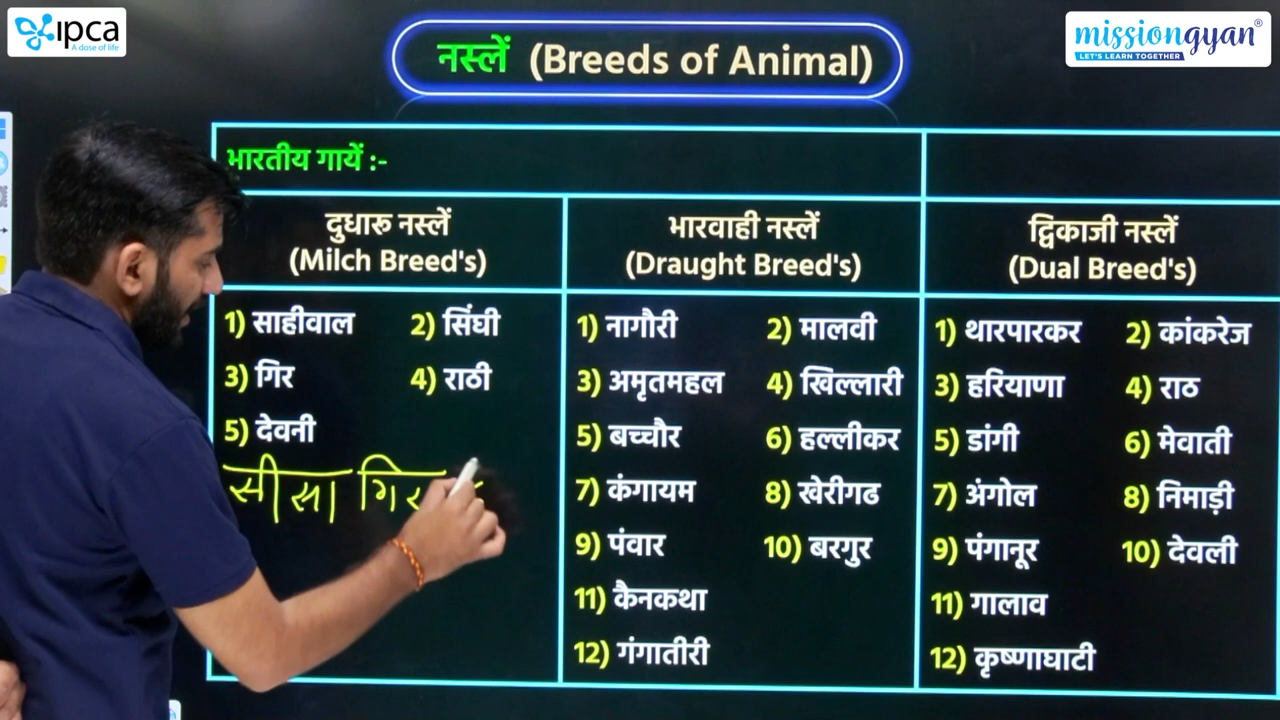 ipca
A dose of life
नस्लें (Breeds of Animal)
missiongyan®
LET'S LEARN TOGETHER
भारतीय गायें :-
दुधारू नस्लें
(Milch Breed's)
1) साहीवाल 2) सिंघी
3) गिर 4) राठी
5) देवनी
सी सा गिर
भारवाही नस्लें
(Draught Breed's)
1) नागौरी 2) मालवी
3) अमृतमहल 4) खिल्लारी
5) बच्चौर 6) हल्लीकर
7) कंगायम 8) खेरीगढ
9) पंवार 10) बरगुर
11) कैनकथा
12) गंगातीरी
द्विकाजी नस्लें
(Dual Breed's)
1) थारपारकर 2) कांकरेज
3) हरियाणा 4) राठ
5) डांगी 6) मेवाती
7) अंगोल 8) निमाड़ी
9) पंगानूर 10) देवली
11) गालाव
12) कृष्णाघाटी